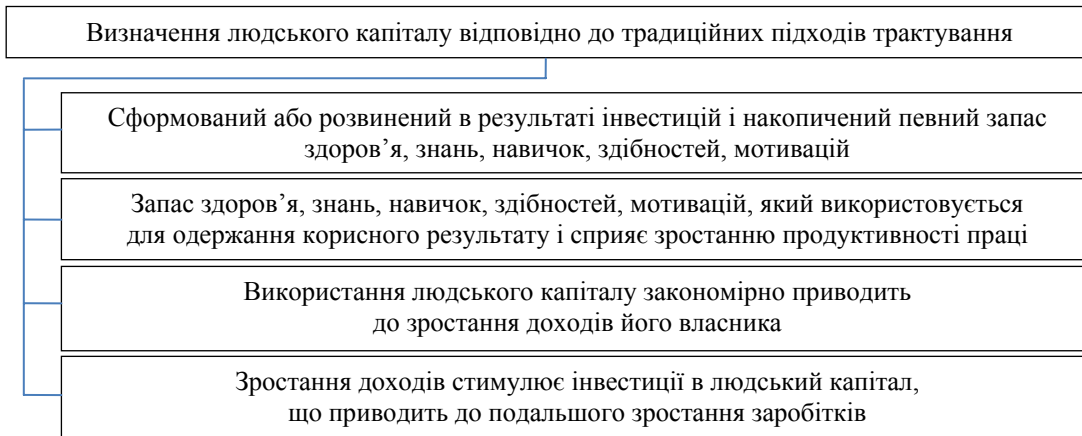 Визначення людського капіталу відповідно до традиційних підходів трактування
Сформований або розвинений в результаті інвестицій і накопичений певний запас
здоров’я, знань, навичок, здібностей, мотивацій
Запас здоров’я, знань, навичок, здібностей, мотивацій, який використовується
для одержання корисного результату і сприяє зростанню продуктивності праці
Використання людського капіталу закономірно приводить
до зростання доходів його власника
Зростання доходів стимулює інвестиції в людський капітал,
що приводить до подальшого зростання заробітків